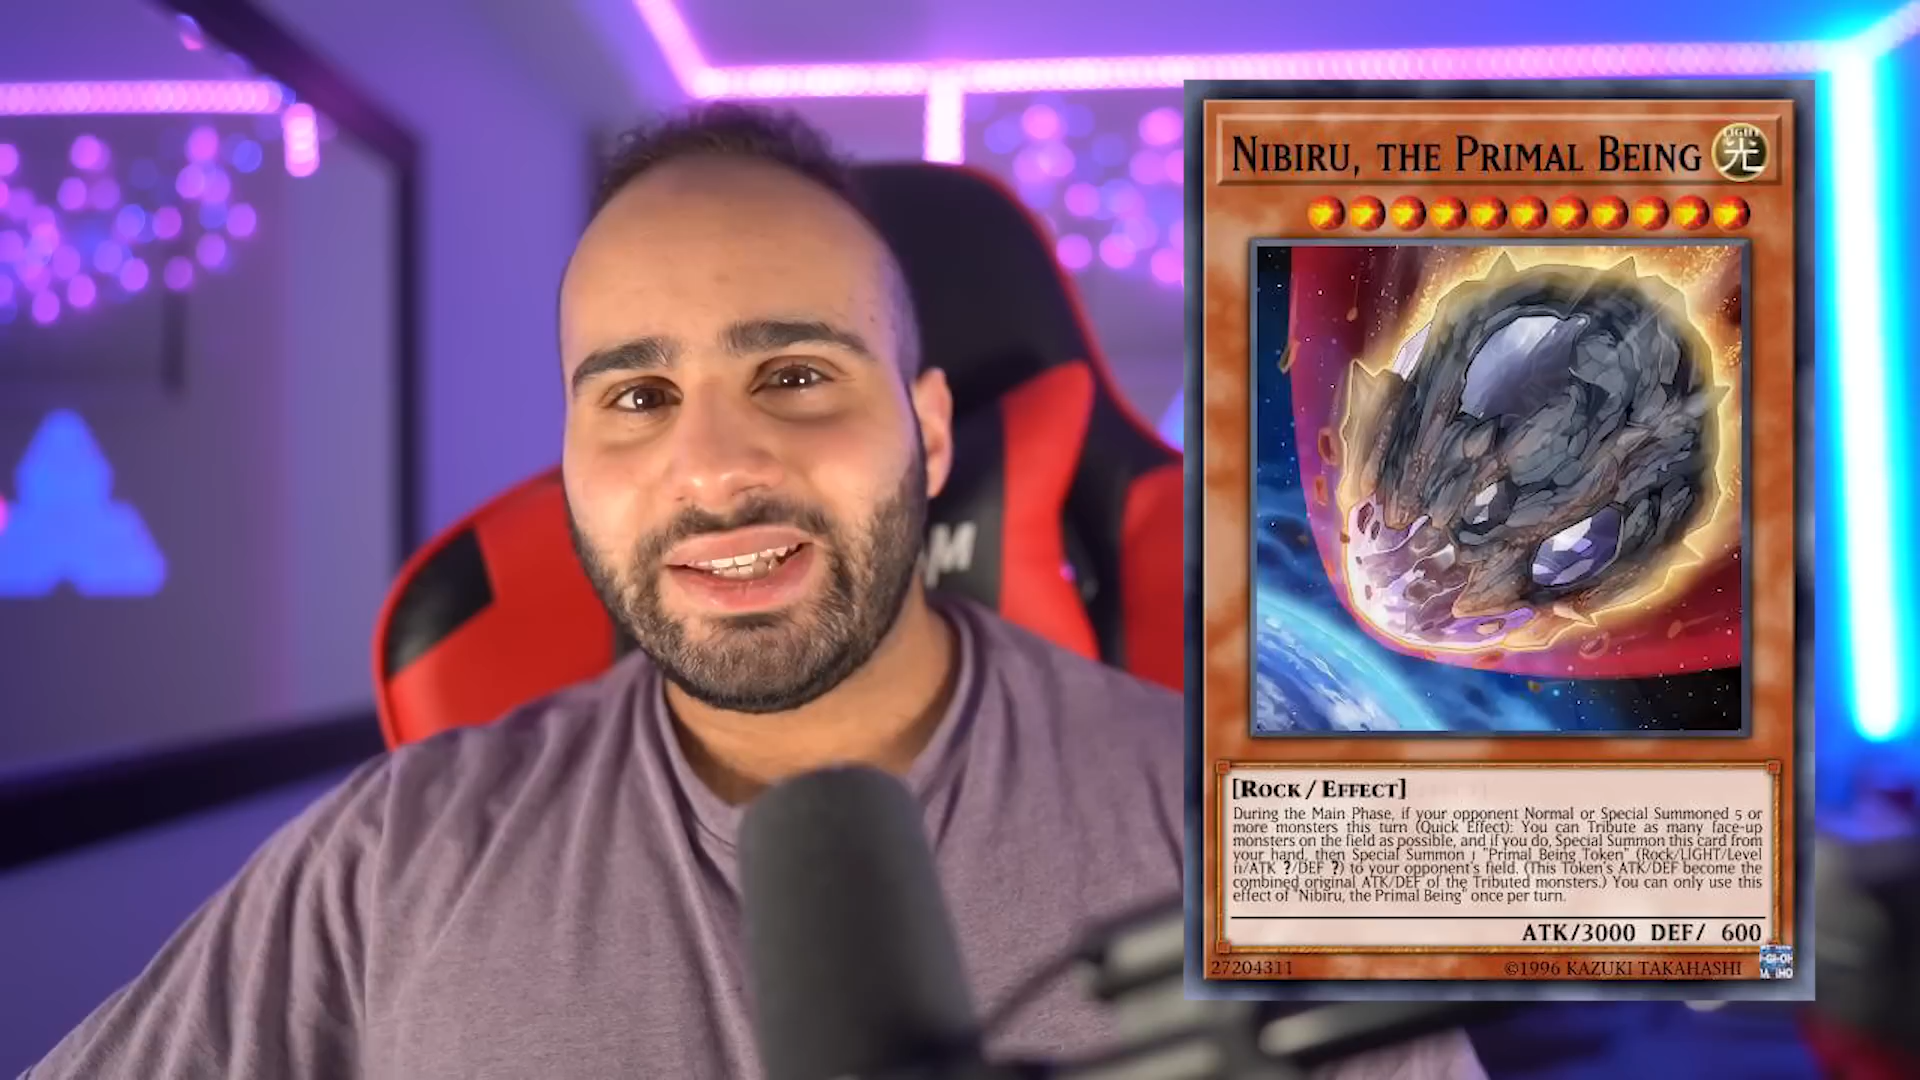 NIBIRU, THE PRIMAL BEING
LIGHT
光
[ROCK / EFFECT]
During the Main Phase, if your opponent Normal or Special Summoned 5 or
more monsters this turn (Quick Effect): You can Tribute as many face-up
monsters on the field as possible, and if you do, Special Summon this card from
your hand, then Special Summon 1 "Primal Being Token" (Rock/LIGHT/Level
11/ATK ?/DEF ?) to your opponent's field. (This Token's ATK/DEF become the
combined original ATK/DEF of the Tributed monsters.) You can only use this
effect of "Nibiru, the Primal Being" once per turn.
ATK/3000 DEF/ 600
27204311
©1996 KAZUKI TAKAHASHI